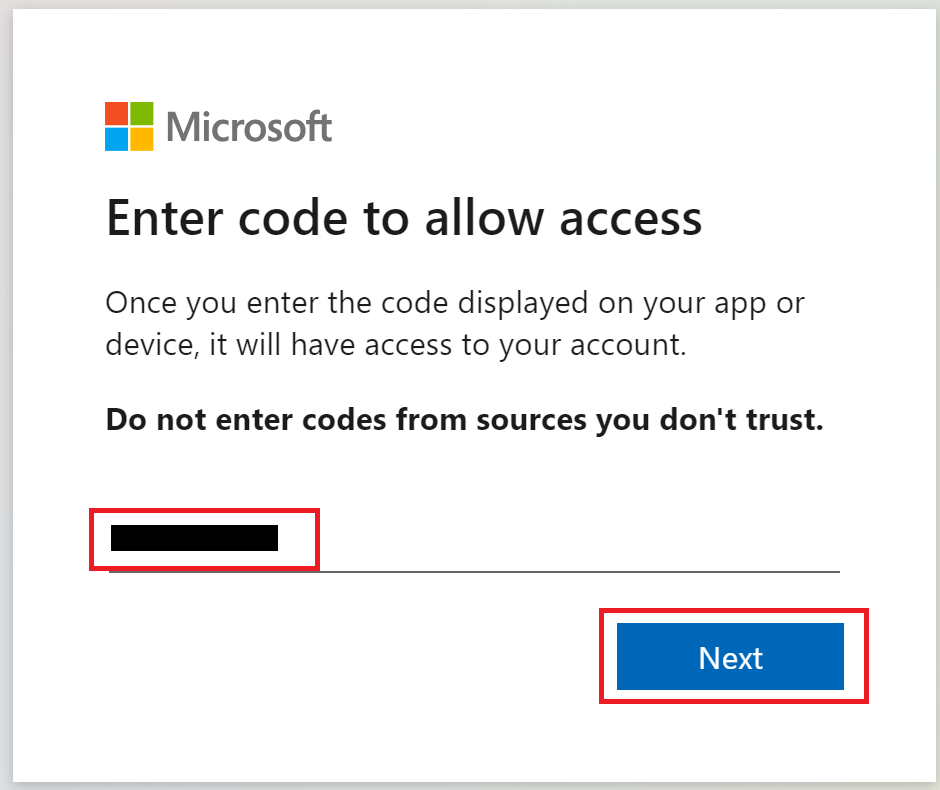 Microsoft
Enter code to allow access
Once you enter the code displayed on your app or
device, it will have access to your account.
Do not enter codes from sources you don't trust.
Next